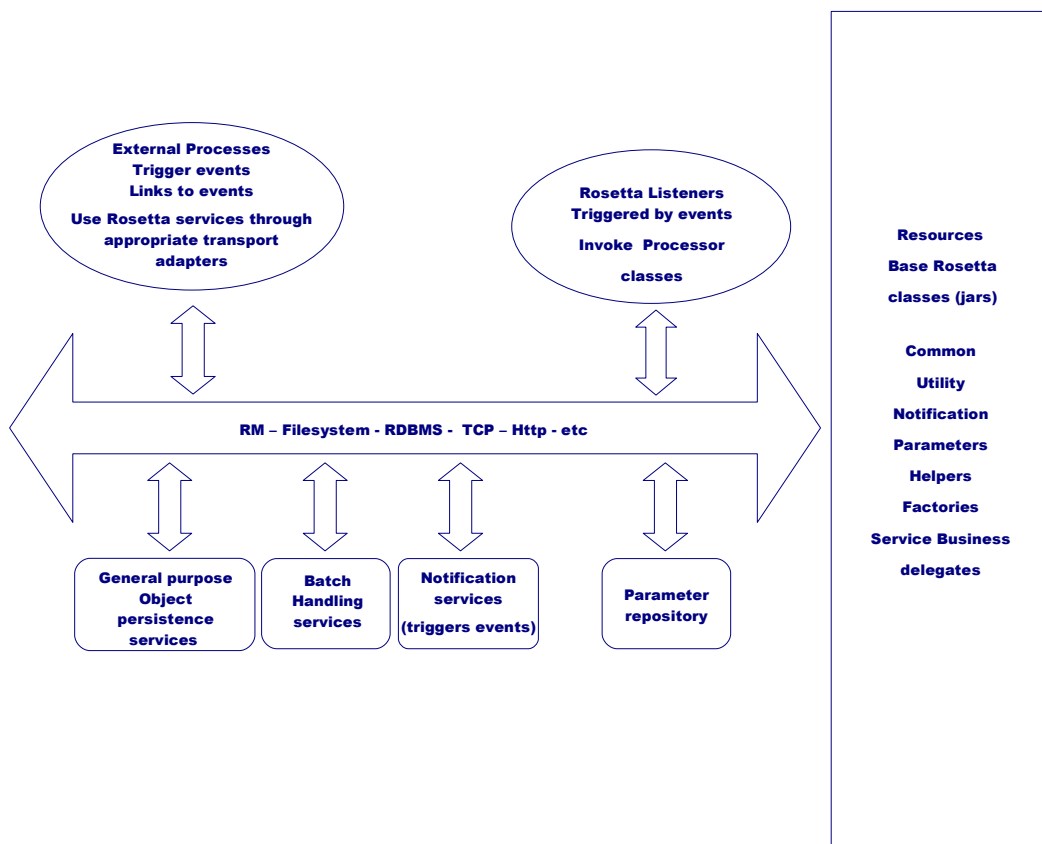 External Processes
Trigger events
Links to events
Use Rosetta services through
appropriate transport
adapters
Rosetta Listeners
Triggered by events
Invoke Processor
classes
RM – Filesystem - RDBMS - TCP – Http - etc
General purpose
Object
persistence
services
Batch
Handling
services
Notification
services
(triggers events)
Parameter
repository
Resources
Base Rosetta
classes (jars)
Common
Utility
Notification
Parameters
Helpers
Factories
Service Business
delegates